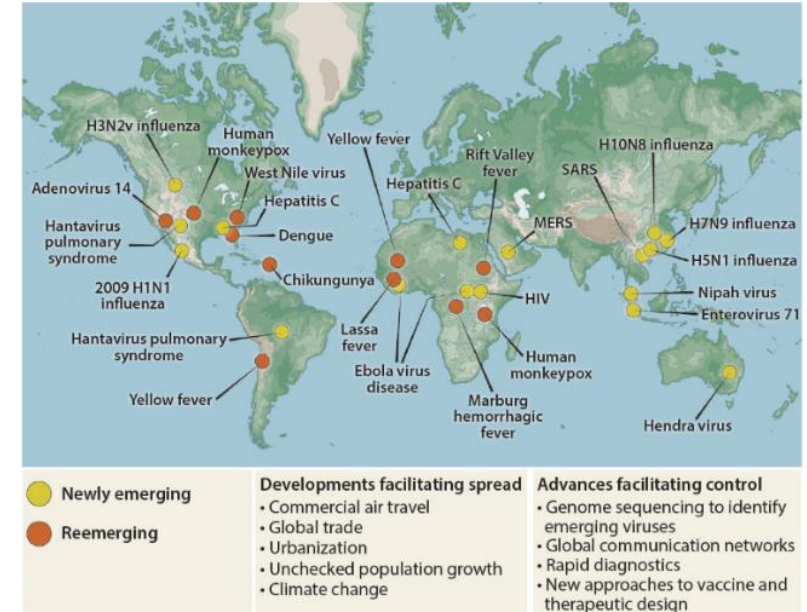 H3N2v influenza
Human
monkeypox
West Nile virus
Adenovirus 14
Hepatitis C
Hantavirus
pulmonary
syndrome
Dengue
2009 H1N1
influenza
Chikungunya
Hantavirus pulmonary
syndrome
Yellow fever
Yellow fever
Hepatitis C
Rift Valley
fever
MERS
Lassa
fever
Ebola virus
disease
HIV
Human
monkeypox
Marburg
hemorrhagic
fever
SARS
H10N8 influenza
H7N9 influenza
H5N1 influenza
Nipah virus
Enterovirus 71
Hendra virus
Newly emerging
Reemerging
Developments facilitating spread
• Commercial air travel
• Global trade
• Urbanization
• Unchecked population growth
• Climate change
Advances facilitating control
• Genome sequencing to identify
emerging viruses
• Global communication networks
• Rapid diagnostics
• New approaches to vaccine and
therapeutic design